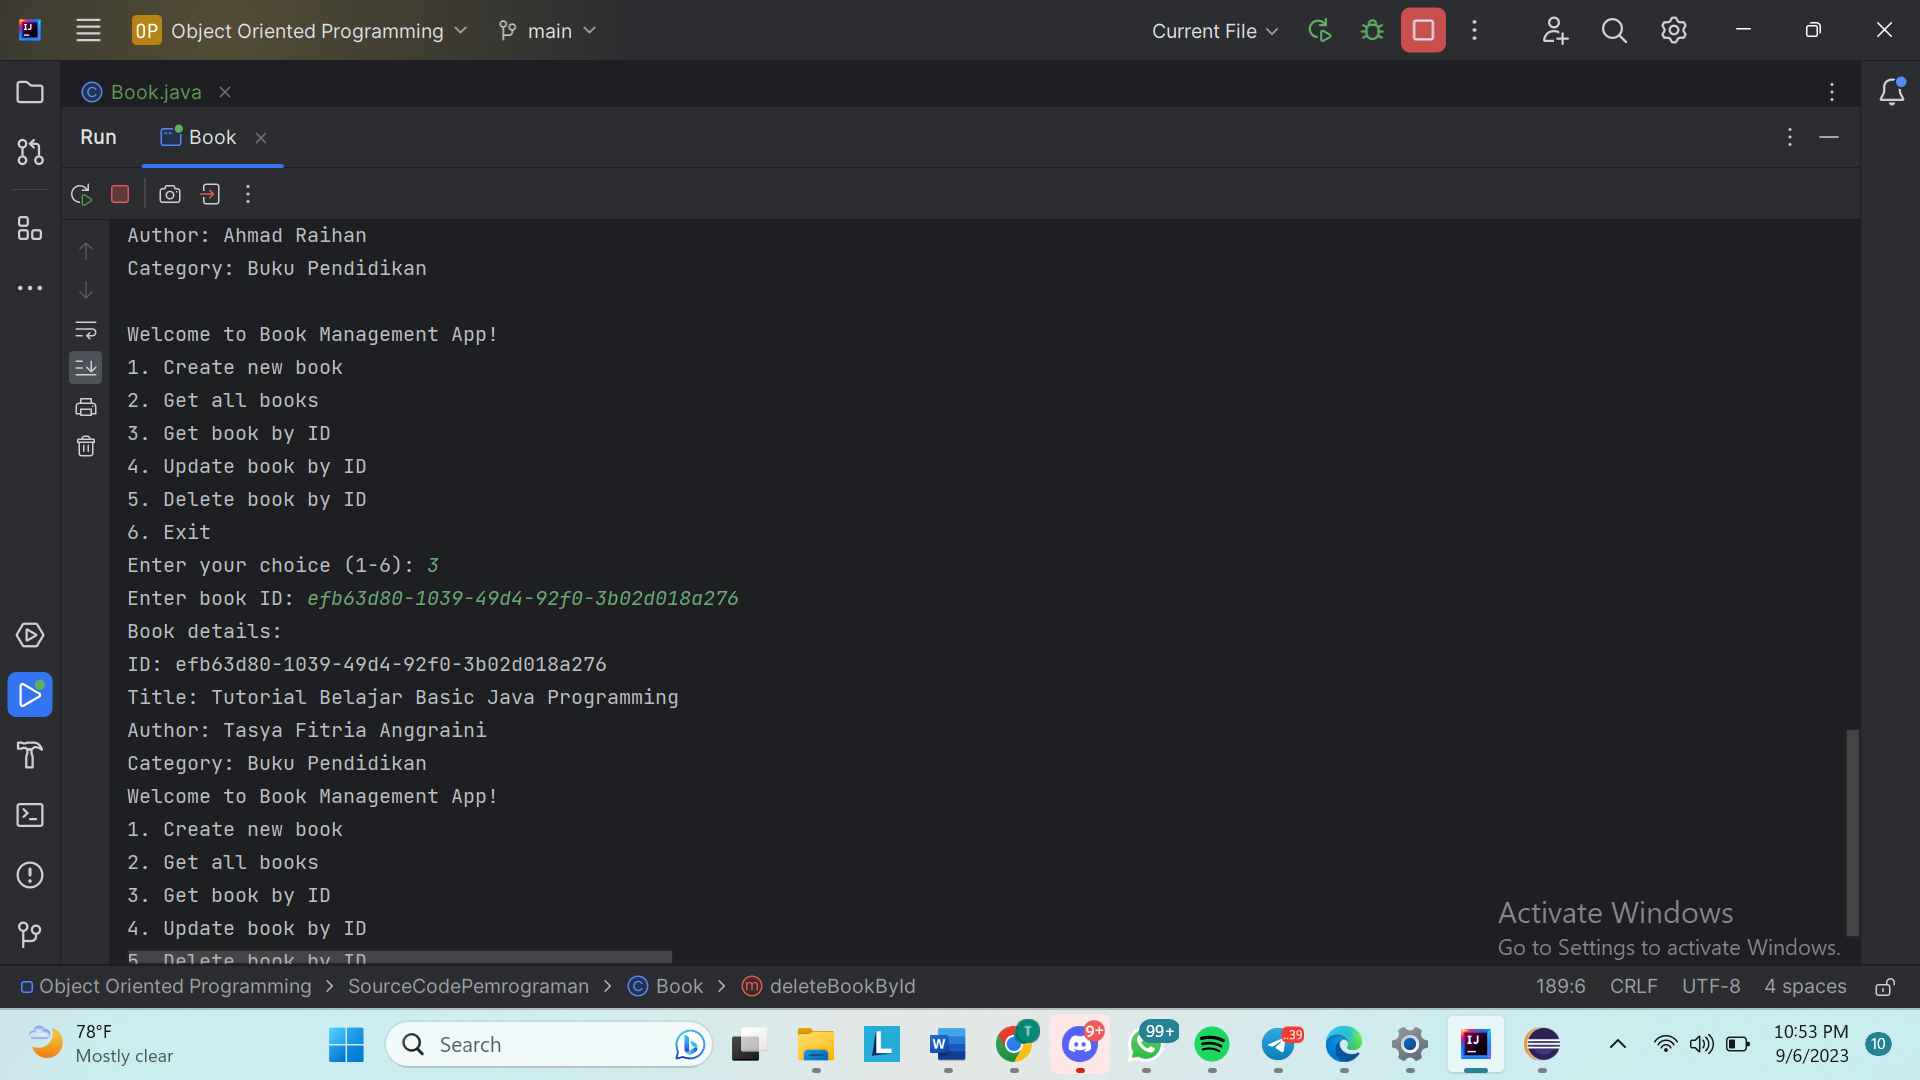 OP Object Oriented Programming main Current File
Book.java
Run Book
Author: Ahmad Raihan
Category: Buku Pendidikan
Welcome to Book Management App!
1. Create new book
2. Get all books
3. Get book by ID
4. Update book by ID
5. Delete book by ID
6. Exit
Enter your choice (1-6): 3
Enter book ID: efb63d80-1039-49d4-92f0-3b02d018a276
Book details:
ID: efb63d80-1039-49d4-92f0-3b02d018a276
Title: Tutorial Belajar Basic Java Programming
Author: Tasya Fitria Anggraini
Category: Buku Pendidikan
Welcome to Book Management App!
1. Create new book
2. Get all books
3. Get book by ID
4. Update book by ID
5. Delete book by ID
Activate Windows
Go to Settings to activate Windows.
Object Oriented Programming > SourceCodePemrograman > Book > deleteBookById 189:6 CRLF UTF-8 4 spaces
78°F
Mostly clear
Search
T
9+
99+
..39
10:53 PM
9/6/2023
10